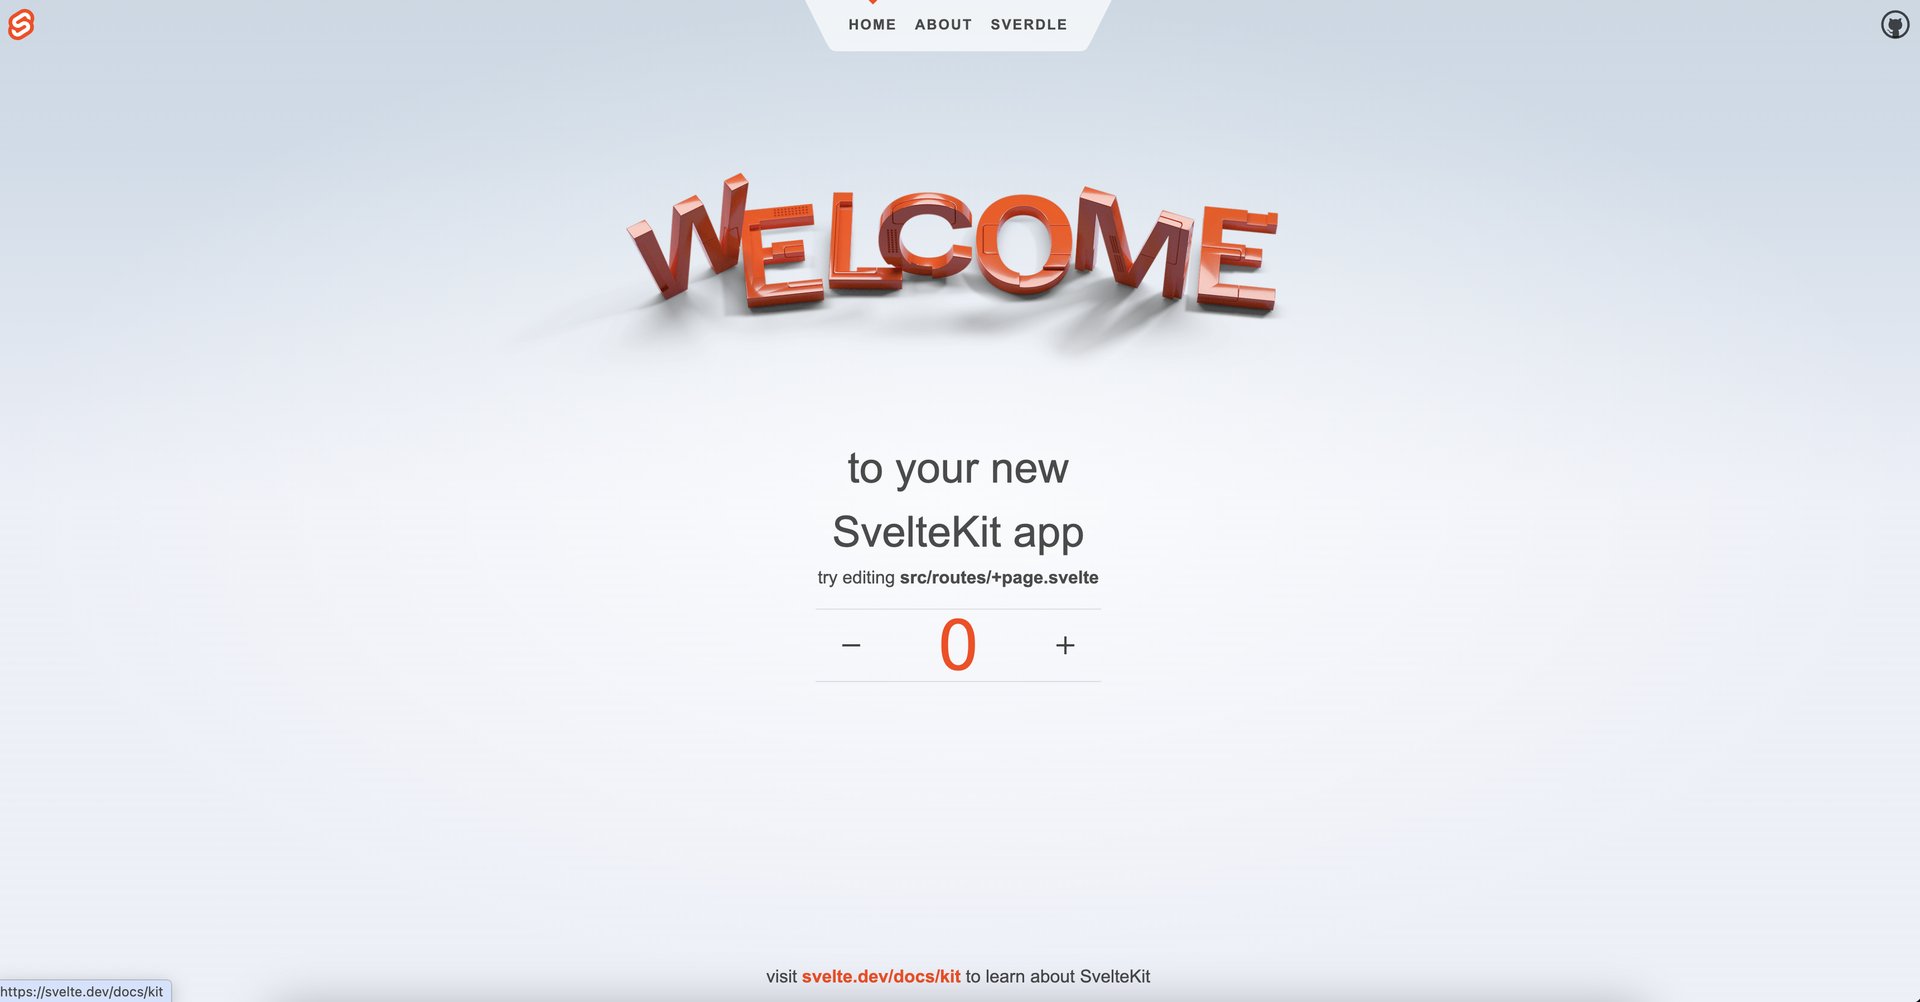 HOME ABOUT SVERDLE
WELCOME
to your new
SvelteKit app
try editing src/routes/+page.svelte
− 0 +
visit svelte.dev/docs/kit to learn about SvelteKit
https://svelte.dev/docs/kit